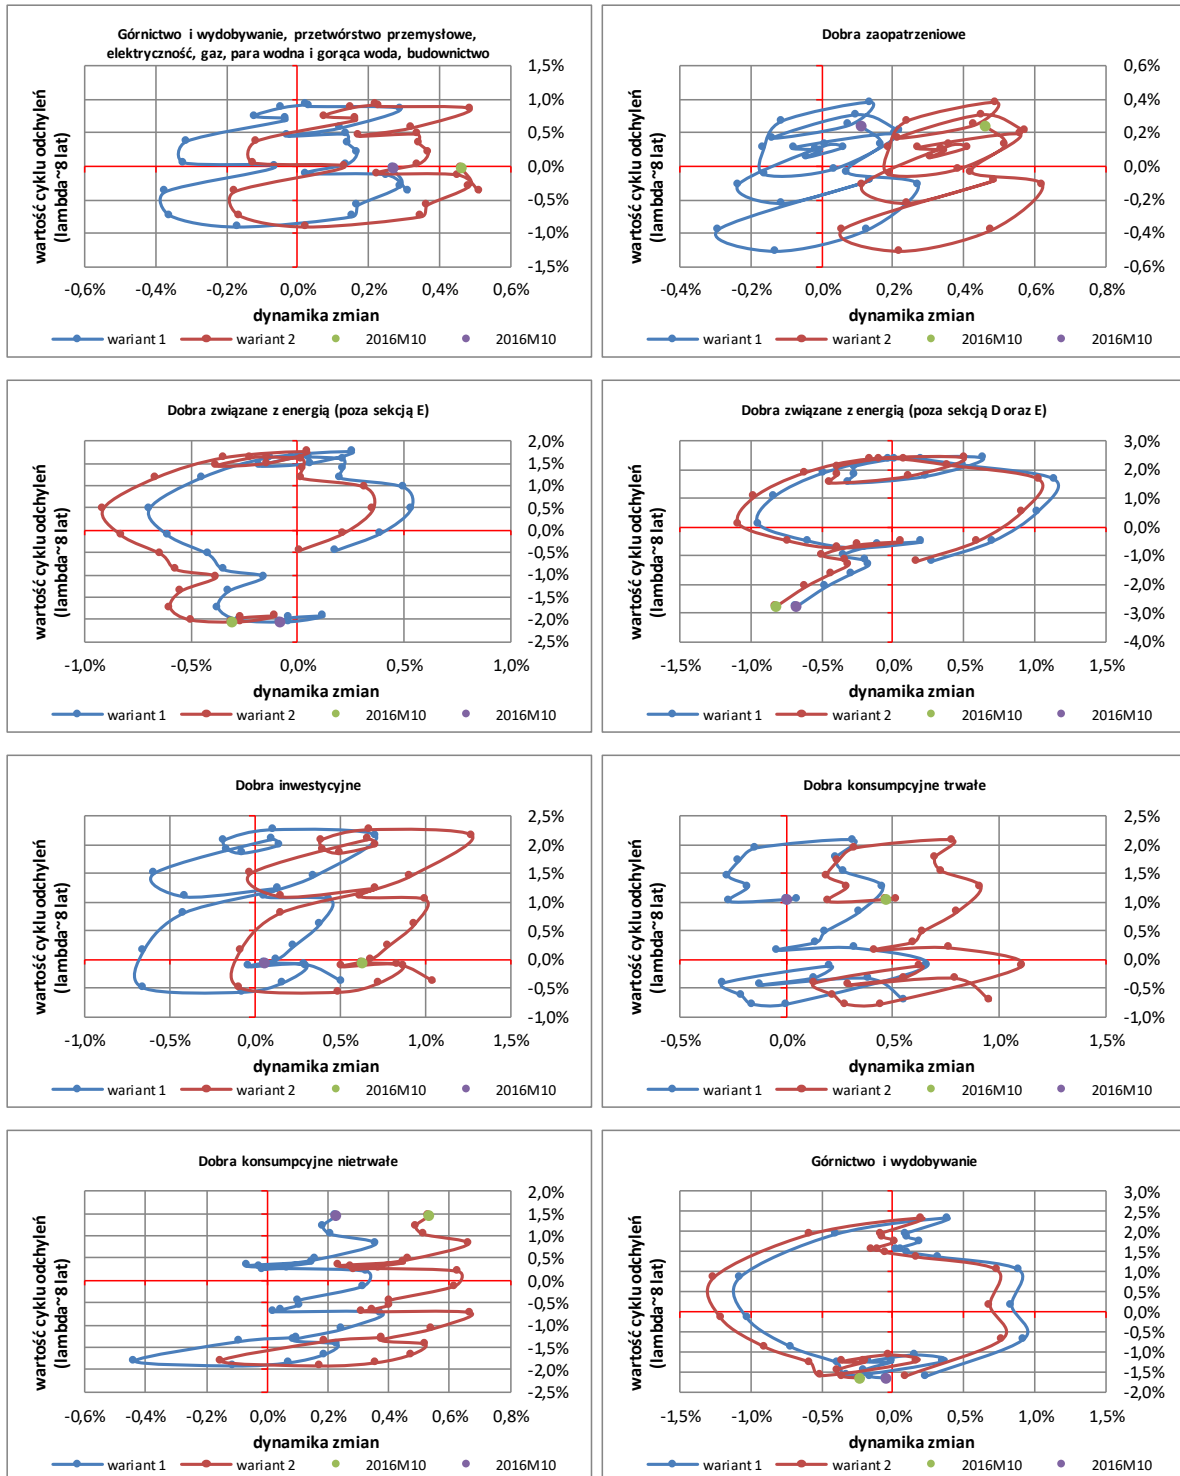 Górnictwo i wydobywanie, przetwórstwo przemysłowe,
elektryczność, gaz, para wodna i gorąca woda, budownictwo
wartość cyklu odchyleń
(lambda~8 lat)
1,5%
1,0%
0,5%
0,0%
-0,5%
-1,0%
-1,5%
-0,6% -0,4% -0,2% 0,0% 0,2% 0,4% 0,6%
dynamika zmian
wariant 1 wariant 2 2016M10 2016M10
Dobra zaopatrzeniowe
wartość cyklu odchyleń
(lambda~8 lat)
0,6%
0,4%
0,2%
0,0%
-0,2%
-0,4%
-0,6%
-0,4% -0,2% 0,0% 0,2% 0,4% 0,6% 0,8%
dynamika zmian
wariant 1 wariant 2 2016M10 2016M10
Dobra związane z energią (poza sekcją E)
wartość cyklu odchyleń
(lambda~8 lat)
2,0%
1,5%
1,0%
0,5%
0,0%
-0,5%
-1,0%
-1,5%
-2,0%
-2,5%
-1,0% -0,5% 0,0% 0,5% 1,0%
dynamika zmian
wariant 1 wariant 2 2016M10 2016M10
Dobra związane z energią (poza sekcją D oraz E)
wartość cyklu odchyleń
(lambda~8 lat)
3,0%
2,0%
1,0%
0,0%
-1,0%
-2,0%
-3,0%
-4,0%
-1,5% -1,0% -0,5% 0,0% 0,5% 1,0% 1,5%
dynamika zmian
wariant 1 wariant 2 2016M10 2016M10
Dobra inwestycyjne
wartość cyklu odchyleń
(lambda~8 lat)
2,5%
2,0%
1,5%
1,0%
0,5%
0,0%
-0,5%
-1,0%
-1,0% -0,5% 0,0% 0,5% 1,0% 1,5%
dynamika zmian
wariant 1 wariant 2 2016M10 2016M10
Dobra konsumpcyjne trwałe
wartość cyklu odchyleń
(lambda~8 lat)
2,5%
2,0%
1,5%
1,0%
0,5%
0,0%
-0,5%
-1,0%
-0,5% 0,0% 0,5% 1,0% 1,5%
dynamika zmian
wariant 1 wariant 2 2016M10 2016M10
Dobra konsumpcyjne nietrwałe
wartość cyklu odchyleń
(lambda~8 lat)
2,0%
1,5%
1,0%
0,5%
0,0%
-0,5%
-1,0%
-1,5%
-2,0%
-2,5%
-0,6% -0,4% -0,2% 0,0% 0,2% 0,4% 0,6% 0,8%
dynamika zmian
wariant 1 wariant 2 2016M10 2016M10
Górnictwo i wydobywanie
wartość cyklu odchyleń
(lambda~8 lat)
3,0%
2,5%
2,0%
1,5%
1,0%
0,5%
0,0%
-0,5%
-1,0%
-1,5%
-2,0%
-1,5% -1,0% -0,5% 0,0% 0,5% 1,0% 1,5%
dynamika zmian
wariant 1 wariant 2 2016M10 2016M10